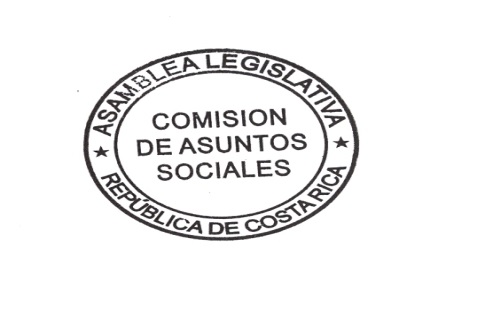 ASAMBLEA LEGISLATIVA
COMISION
DE ASUNTOS
SOCIALES
REPÚBLICA DE COSTA RICA